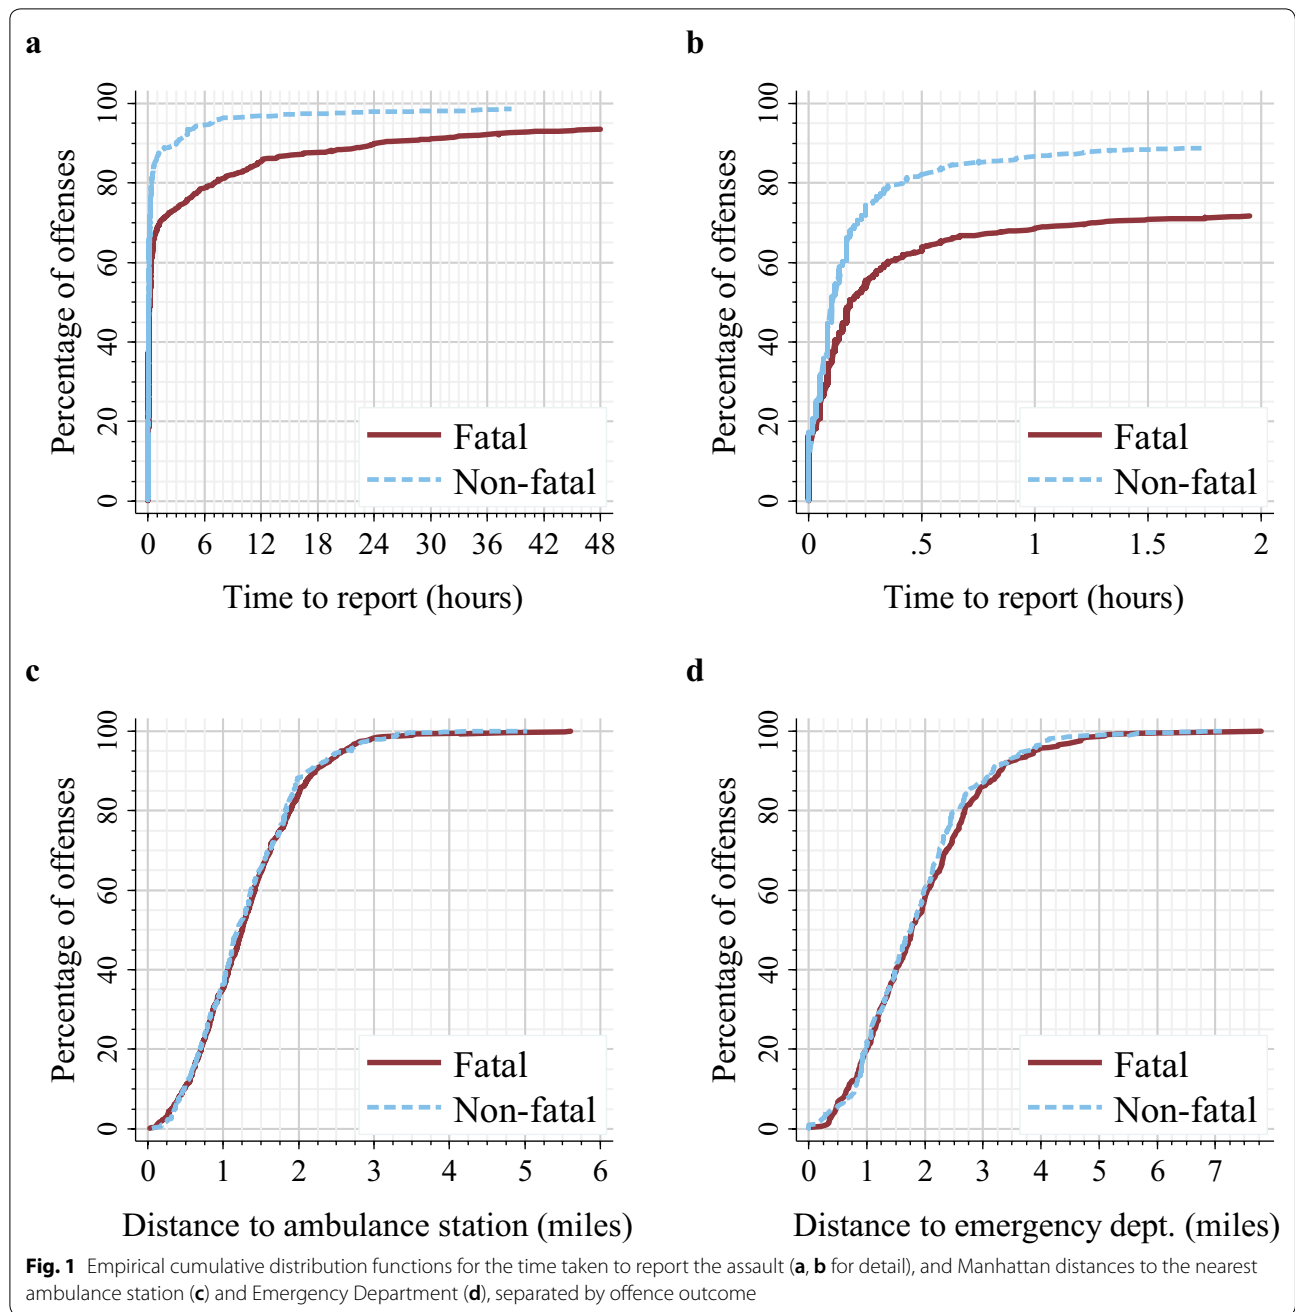 a
Percentage of offenses
0 20 40 60 80 100
Fatal
Non-fatal
0 6 12 18 24 30 36 42 48
Time to report (hours)
b
Percentage of offenses
0 20 40 60 80 100
Fatal
Non-fatal
0 .5 1 1.5 2
Time to report (hours)
c
Percentage of offenses
0 20 40 60 80 100
Fatal
Non-fatal
0 1 2 3 4 5 6
Distance to ambulance station (miles)
d
Percentage of offenses
0 20 40 60 80 100
Fatal
Non-fatal
0 1 2 3 4 5 6 7
Distance to emergency dept. (miles)
Fig. 1 Empirical cumulative distribution functions for the time taken to report the assault (a, b for detail), and Manhattan distances to the nearest
ambulance station (c) and Emergency Department (d), separated by offence outcome